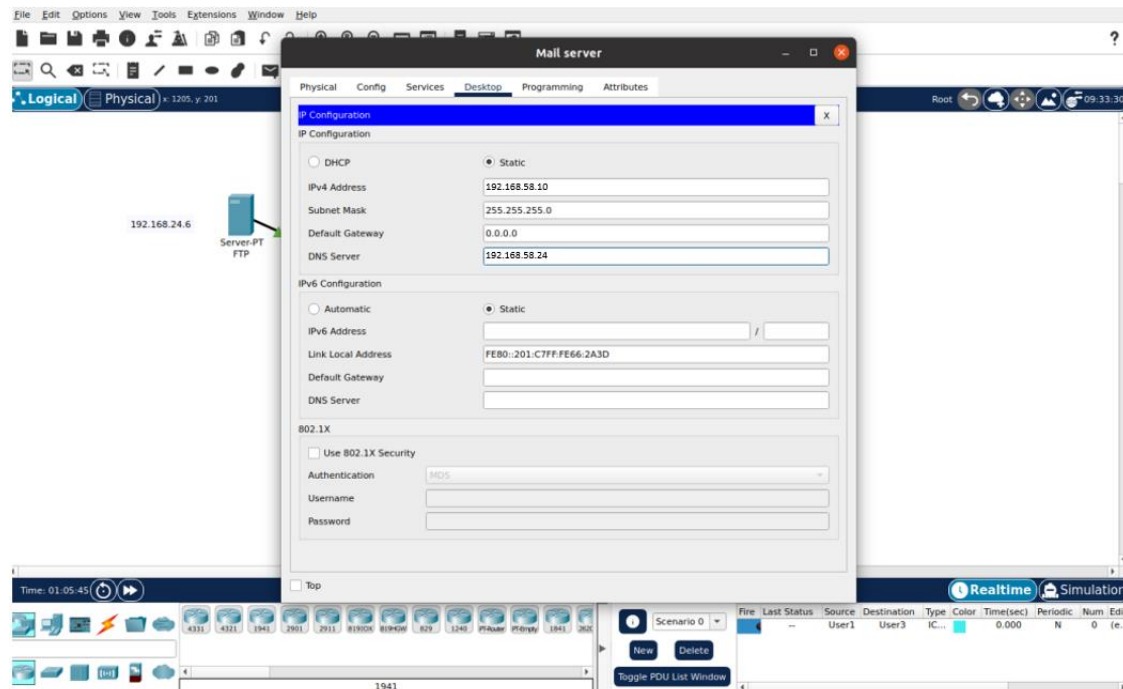 File Edit Options View Tools Extensions Window Help
?
Mail server
Physical Config Services Desktop Programming Attributes
Logical Physical x: 1205, y: 201
Root 09:33:30
IP Configuration X
IP Configuration
DHCP Static
IPv4 Address 192.168.58.10
Subnet Mask 255.255.255.0
Default Gateway 0.0.0.0
DNS Server 192.168.58.24
192.168.24.6
Server-PT
FTP
IPv6 Configuration
Automatic Static
IPv6 Address /
Link Local Address FE80::201:C7FF:FE66:2A3D
Default Gateway
DNS Server
802.1X
Use 802.1X Security
Authentication MD5
Username
Password
Top
Time: 01:05:45
Realtime Simulation
4331 4321 1941 2901 2911 819IOX 819HGW 829 1240 PT-Router PT-Empty 1841
1941
Scenario 0
New Delete
Toggle PDU List Window
Fire Last Status Source Destination Type Color Time(sec) Periodic Num Edi
-- User1 User3 IC... 0.000 N 0 (e.